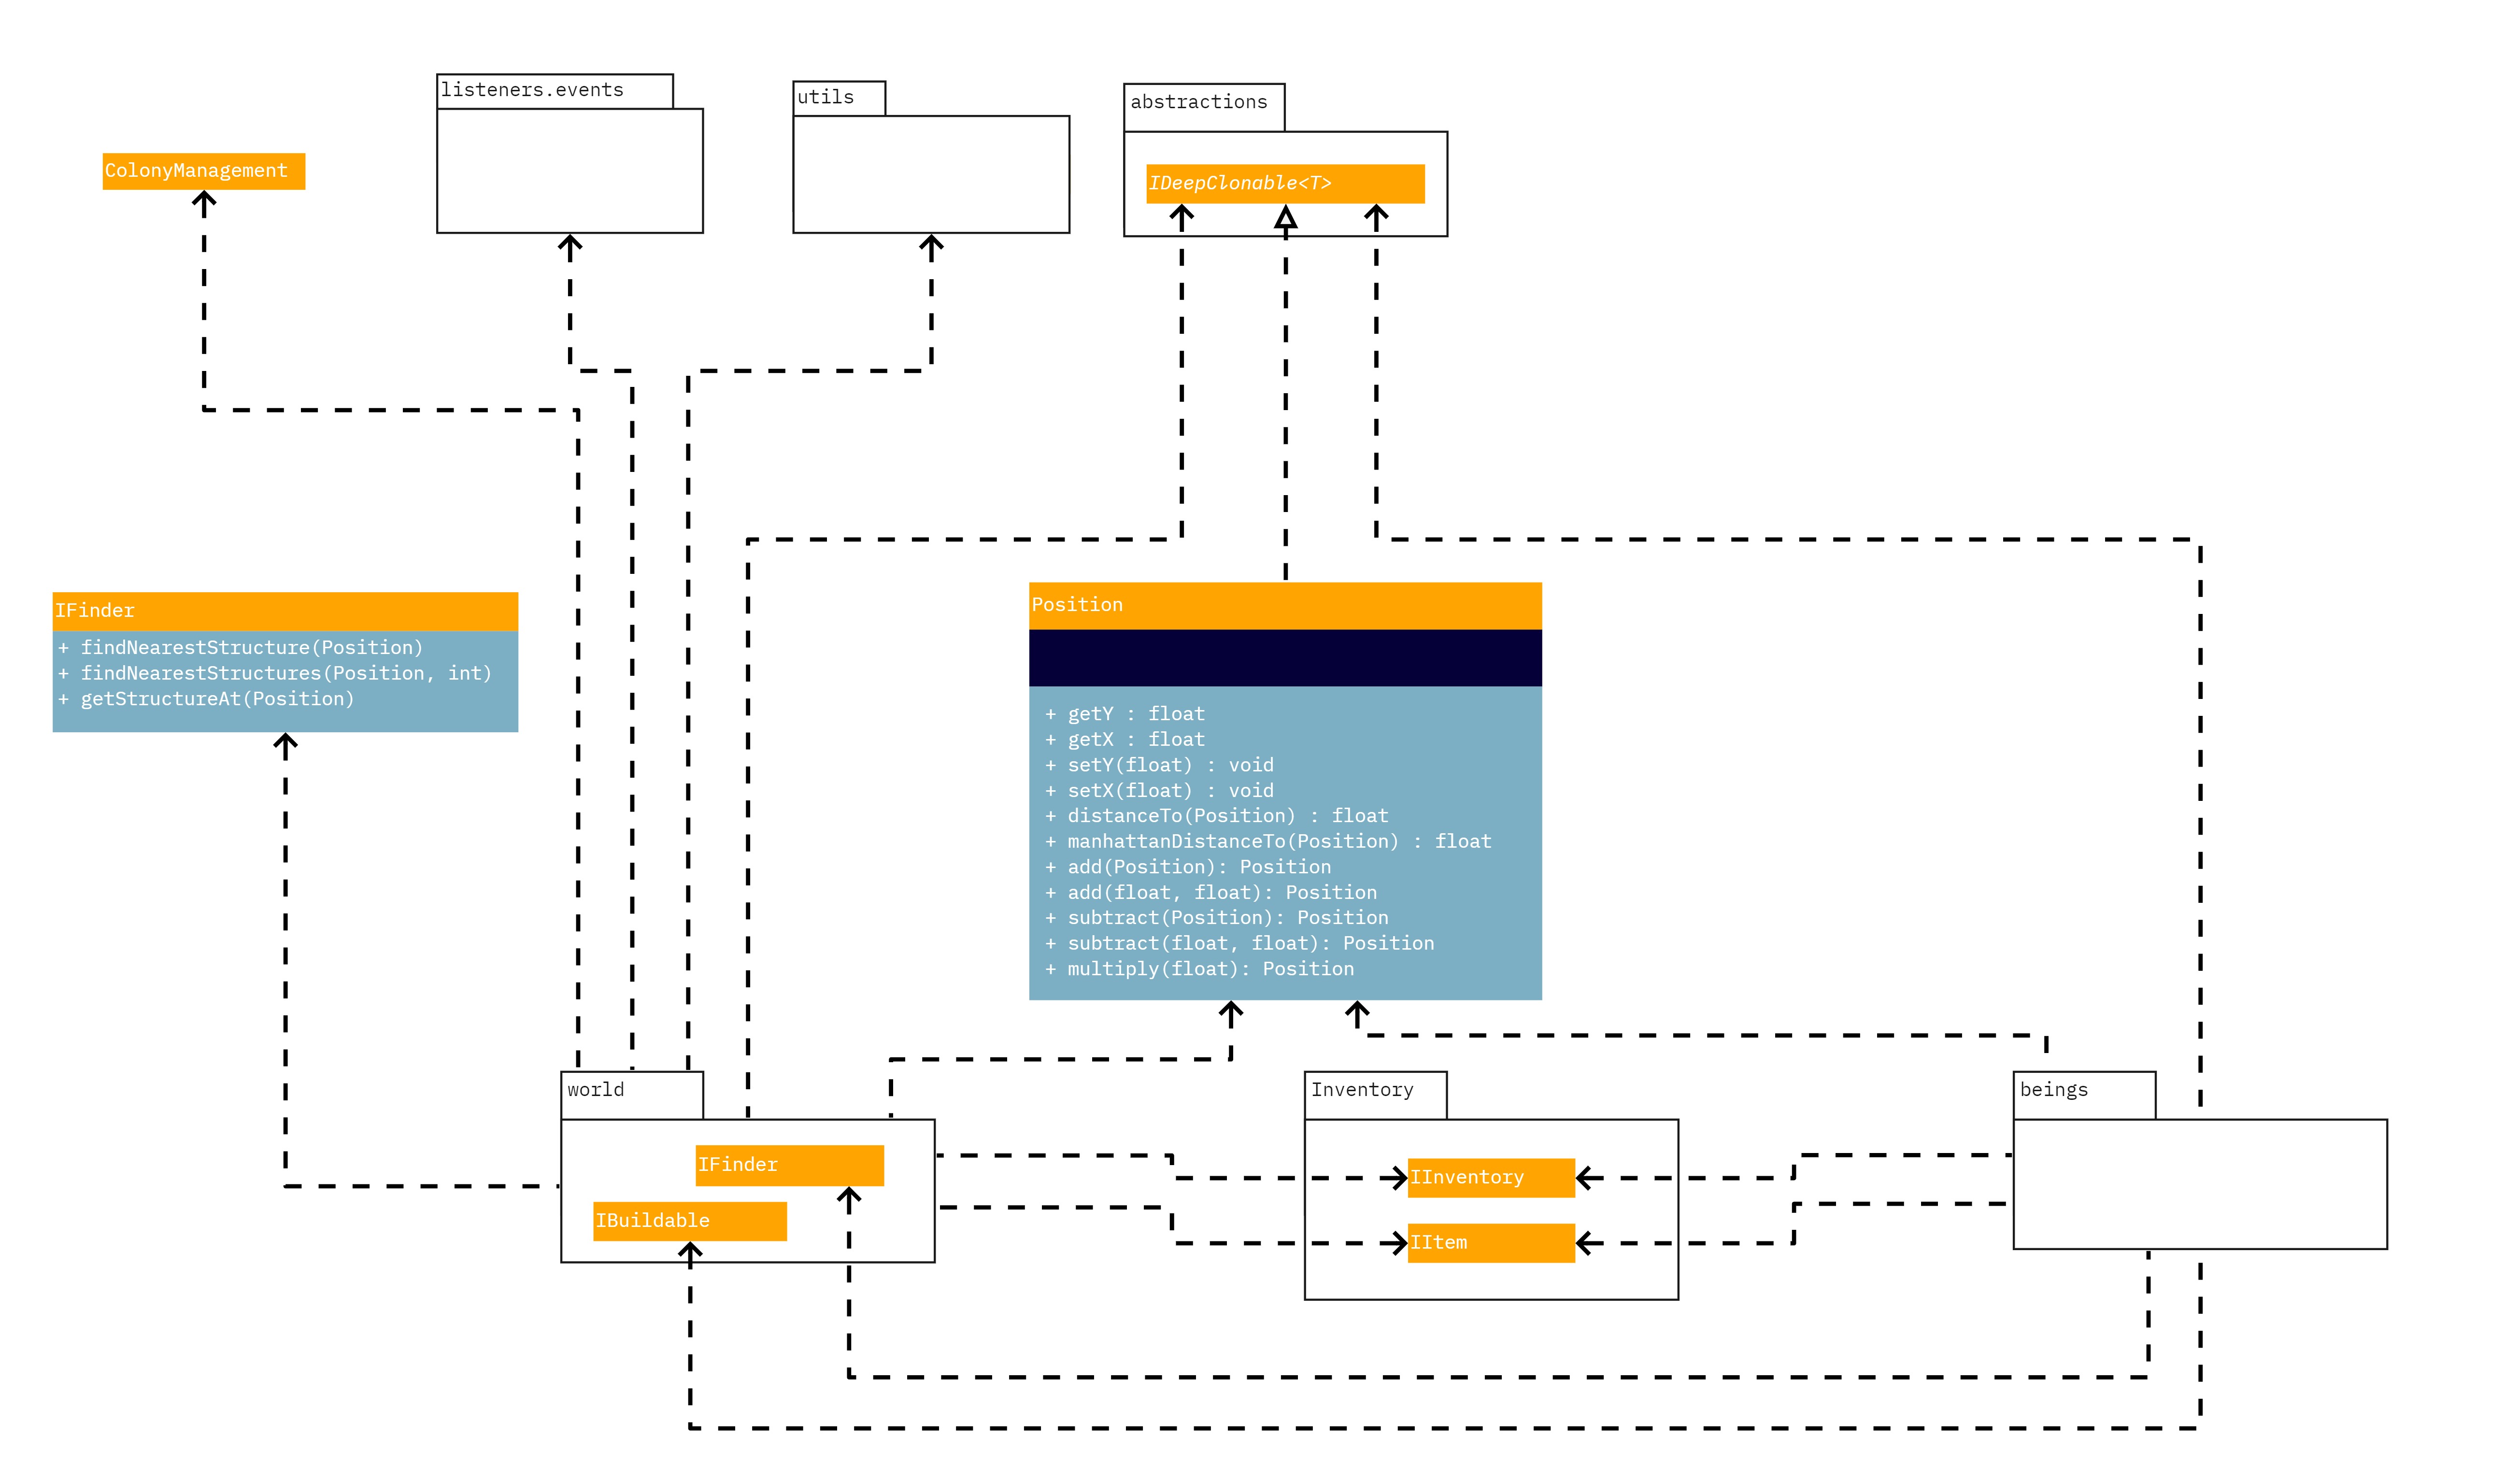 listeners.events
utils
abstractions
ColonyManagement
IDeepClonable<T>
IFinder
+ findNearestStructure(Position)
+ findNearestStructures(Position, int)
+ getStructureAt(Position)
Position
+ getY : float
+ getX : float
+ setY(float) : void
+ setX(float) : void
+ distanceTo(Position) : float
+ manhattanDistanceTo(Position) : float
+ add(Position): Position
+ add(float, float): Position
+ subtract(Position): Position
+ subtract(float, float): Position
+ multiply(float): Position
world
IFinder
IBuildable
Inventory
IInventory
IItem
beings